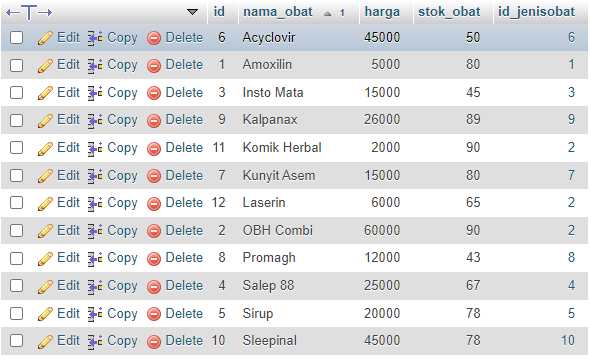 id nama_obat 1 harga stok_obat id_jenisobat
Edit Copy Delete 6 Acyclovir 45000 50 6
Edit Copy Delete 1 Amoxilin 5000 80 1
Edit Copy Delete 3 Insto Mata 15000 45 3
Edit Copy Delete 9 Kalpanax 26000 89 9
Edit Copy Delete 11 Komik Herbal 2000 90 2
Edit Copy Delete 7 Kunyit Asem 15000 80 7
Edit Copy Delete 12 Laserin 6000 65 2
Edit Copy Delete 2 OBH Combi 60000 90 2
Edit Copy Delete 8 Promagh 12000 43 8
Edit Copy Delete 4 Salep 88 25000 67 4
Edit Copy Delete 5 Sirup 20000 78 5
Edit Copy Delete 10 Sleepinal 45000 78 10